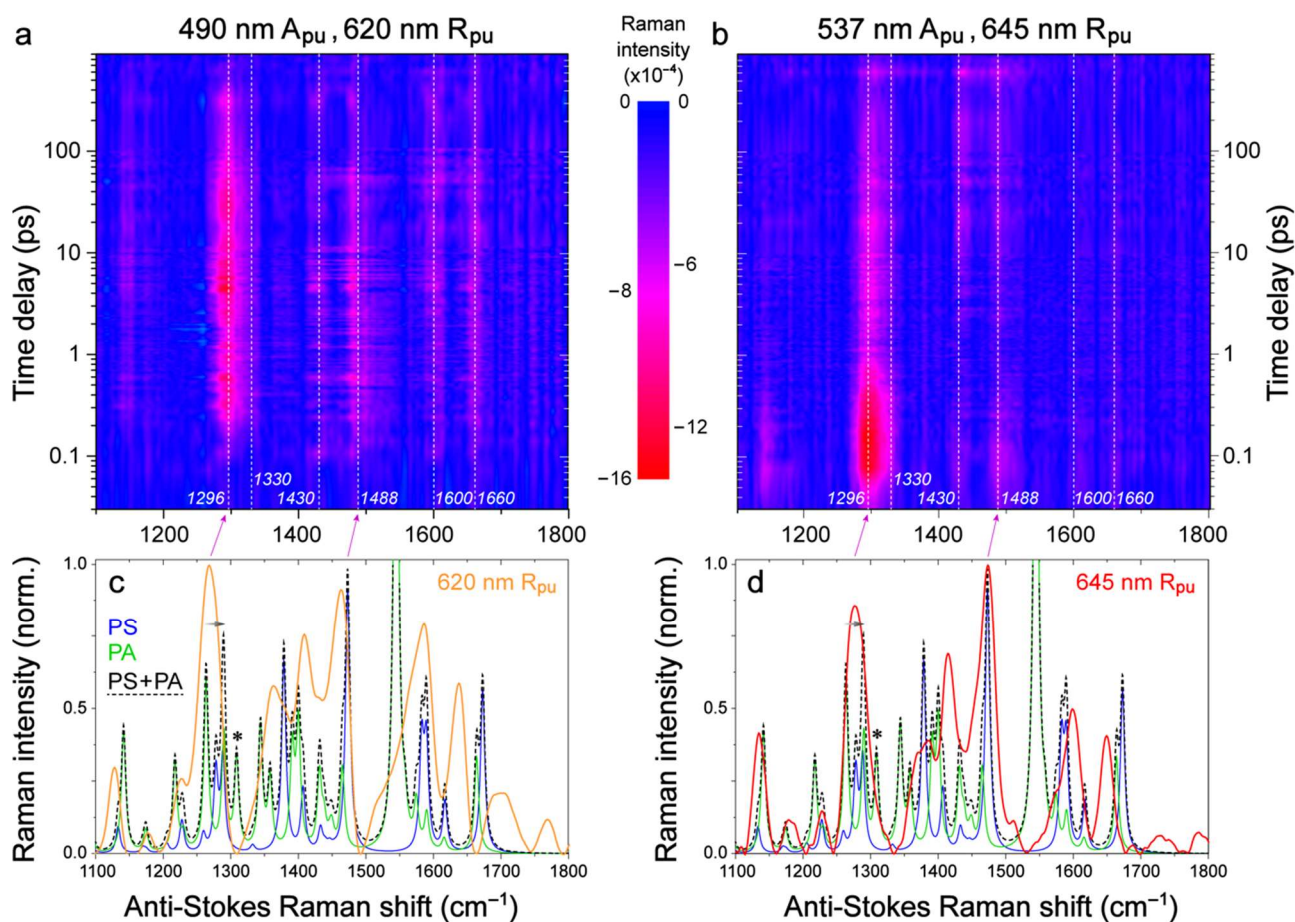 a
490 nm Apu , 620 nm Rpu
Raman
intensity
(x10−4)
b
537 nm Apu , 645 nm Rpu
Time delay (ps)
100
10
1
0.1
0
0
−6
−8
−12
−16
100
10
1
0.1
Time delay (ps)
1296
1330
1430
1488
1600
1660
1296
1330
1430
1488
1600
1660
1200
1400
1600
1800
1200
1400
1600
1800
Raman intensity (norm.)
1.0
0.5
0.0
c
620 nm Rpu
PS
PA
PS+PA
*
1100
1200
1300
1400
1500
1600
1700
1800
Anti-Stokes Raman shift (cm−1)
Raman intensity (norm.)
1.0
0.5
0.0
d
645 nm Rpu
*
1100
1200
1300
1400
1500
1600
1700
1800
Anti-Stokes Raman shift (cm−1)